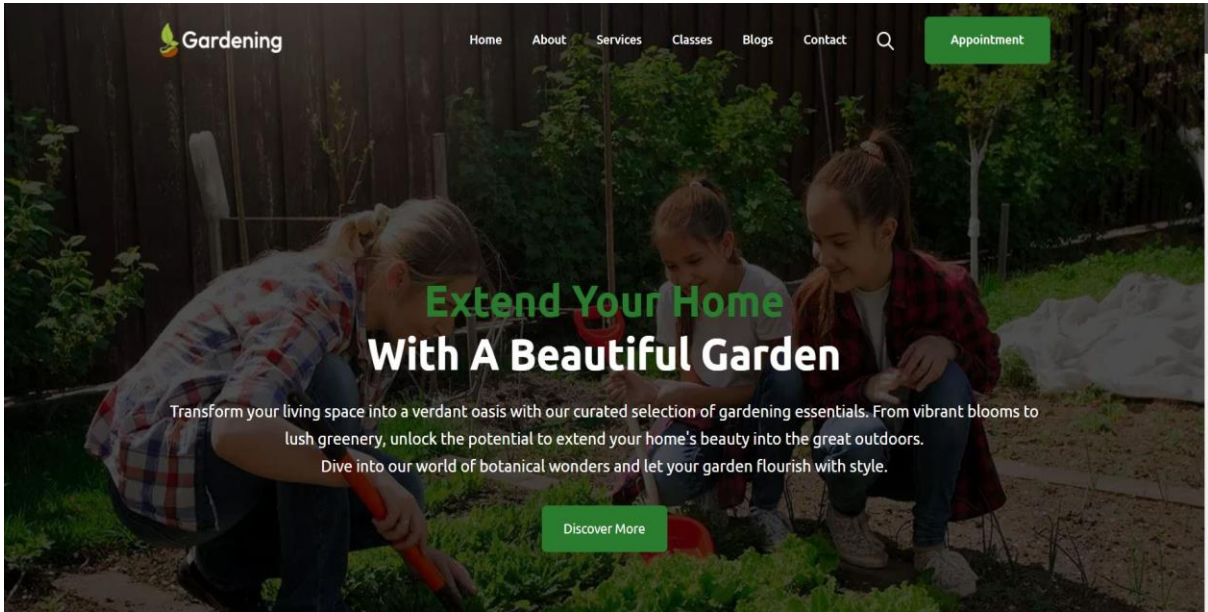 Gardening
Home About Services Classes Blogs Contact Appointment
Extend Your Home
With A Beautiful Garden
Transform your living space into a verdant oasis with our curated selection of gardening essentials. From vibrant blooms to
lush greenery, unlock the potential to extend your home's beauty into the great outdoors.
Dive into our world of botanical wonders and let your garden flourish with style.
Discover More